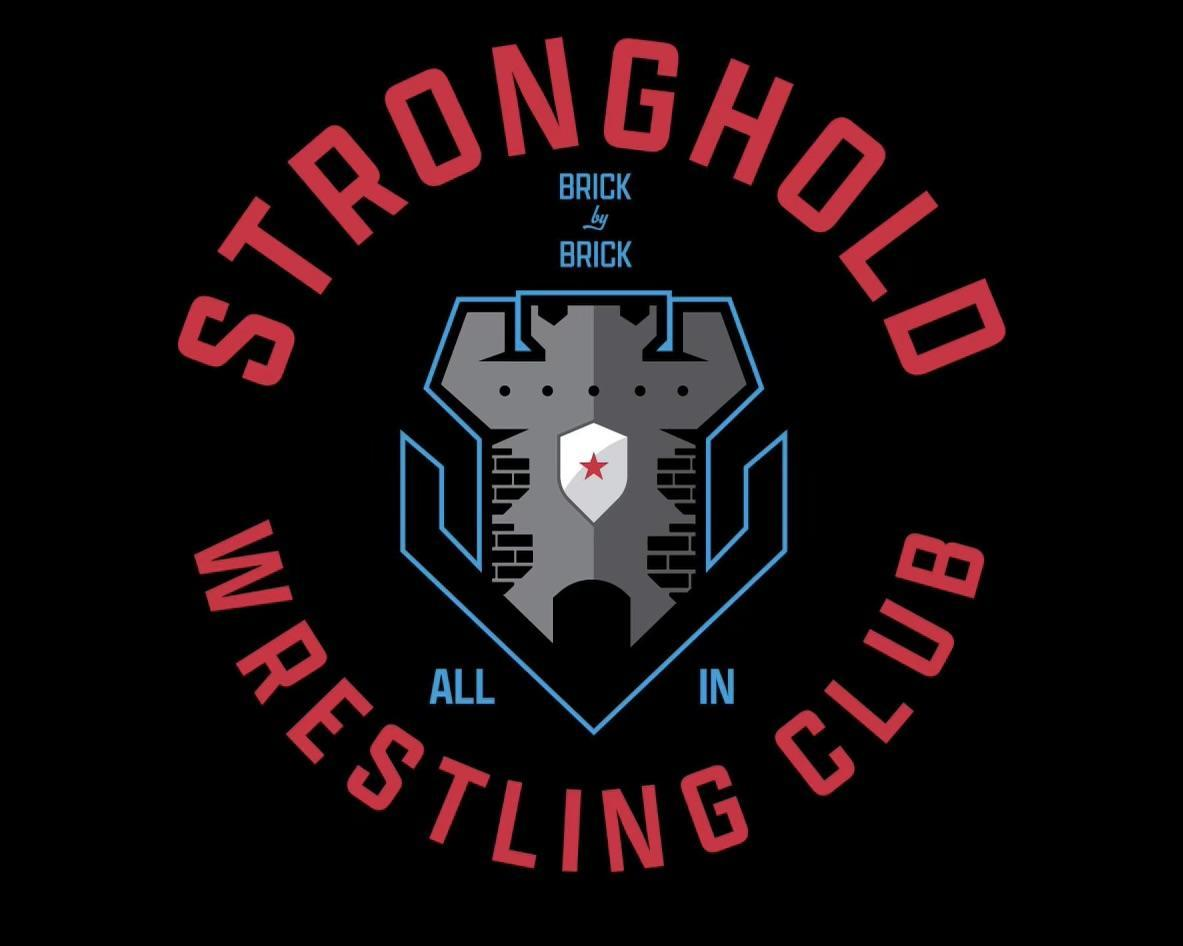 STRONGHOLD
BRICK
by
BRICK
ALL IN
WRESTLING CLUB